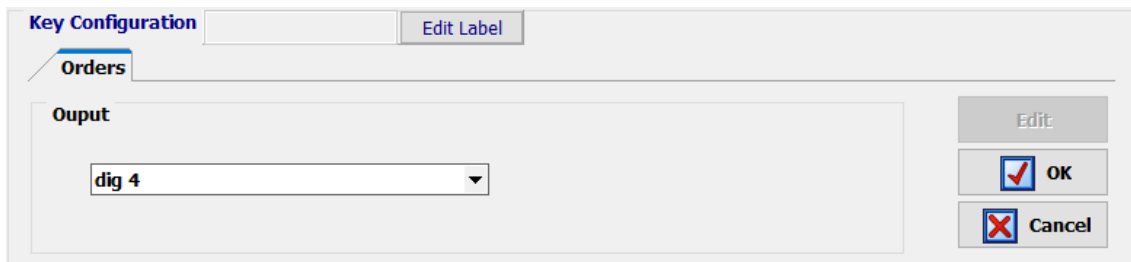 Key Configuration Edit Label
Orders
Ouput
Edit
dig 4
OK
Cancel